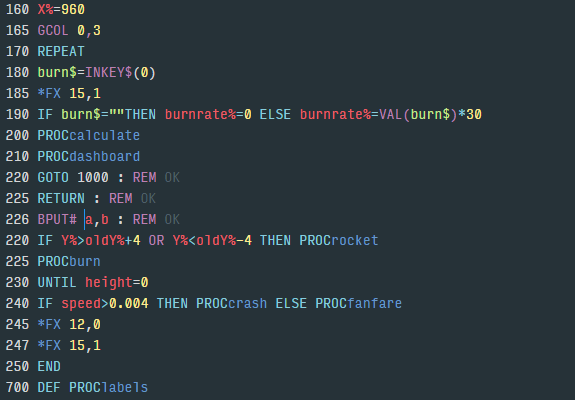 160 X%=960
165 GCOL 0,3
170 REPEAT
180 burn$=INKEY$(0)
185 *FX 15,1
190 IF burn$=""THEN burnrate%=0 ELSE burnrate%=VAL(burn$)*30
200 PROCcalculate
210 PROCdashboard
220 GOTO 1000 : REM OK
225 RETURN : REM OK
226 BPUT# a,b : REM OK
220 IF Y%>oldY%+4 OR Y%<oldY%-4 THEN PROCrocket
225 PROCburn
230 UNTIL height=0
240 IF speed>0.004 THEN PROCcrash ELSE PROCfanfare
245 *FX 12,0
247 *FX 15,1
250 END
700 DEF PROClabels